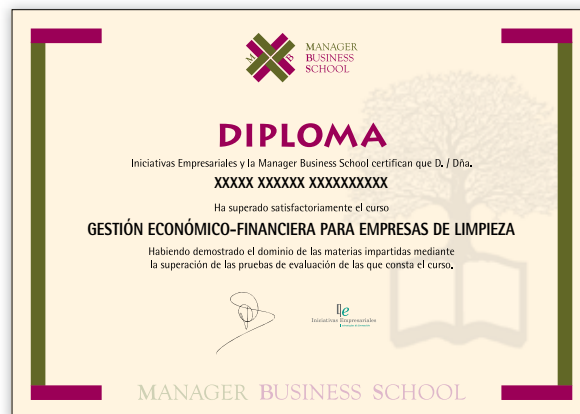 M B S
MANAGER
BUSINESS
SCHOOL
DIPLOMA
Iniciativas Empresariales y la Manager Business School certifican que D. / Dña.
XXXXX XXXXXX XXXXXXXXXX
Ha superado satisfactoriamente el curso
GESTIÓN ECONÓMICO-FINANCIERA PARA EMPRESAS DE LIMPIEZA
Habiendo demostrado el dominio de las materias impartidas mediante
la superación de las pruebas de evaluación de las que consta el curso.
Iniciativas Empresariales
MANAGER BUSINESS SCHOOL